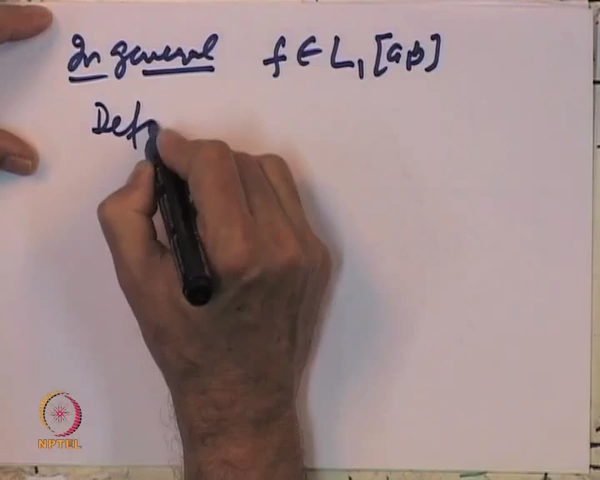 In general f ∈ L₁ [a,b]
Def
NPTEL